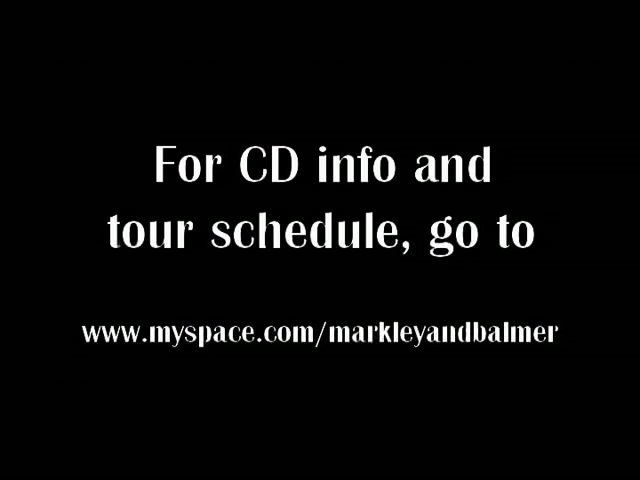 For CD info and
tour schedule, go to
www.myspace.com/markleyandbalmer